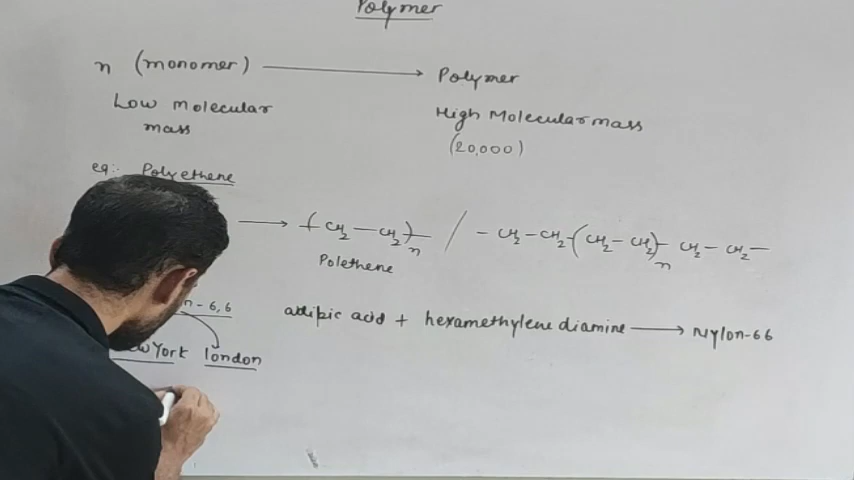 Polymer
n (monomer) ⟶ Polymer
Low molecular mass
High Molecular mass
(20,000)
eg:- Polyethene
⟶ -(CH2-CH2)n- / -CH2-CH2-(CH2-CH2)n-CH2-CH2-
Polethene
n-6,6
adipic acid + hexamethylene diamine ⟶ Nylon-66
New York london